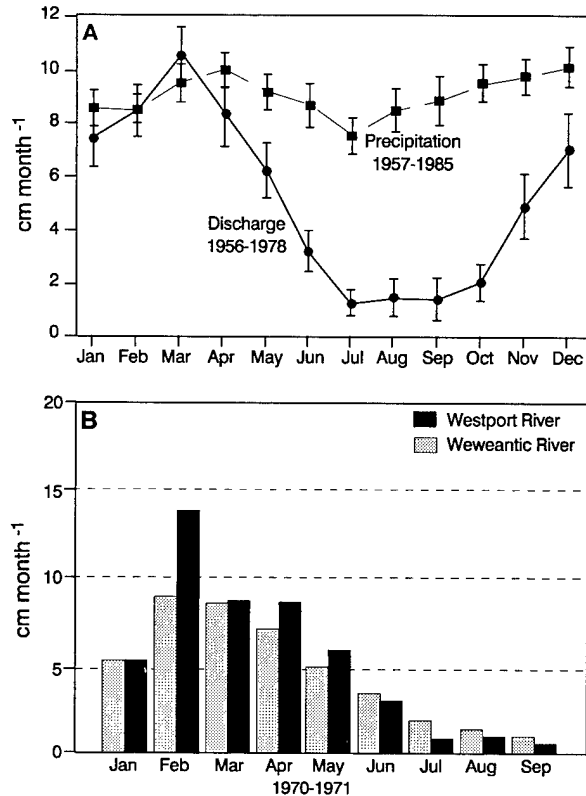 12
A
10
8
6
4
2
0
cm month -1
Precipitation
1957-1985
Discharge
1956-1978
Jan Feb Mar Apr May Jun Jul Aug Sep Oct Nov Dec
20
B
15
10
5
0
cm month -1
Westport River
Weweantic River
Jan Feb Mar Apr May Jun Jul Aug Sep
1970-1971